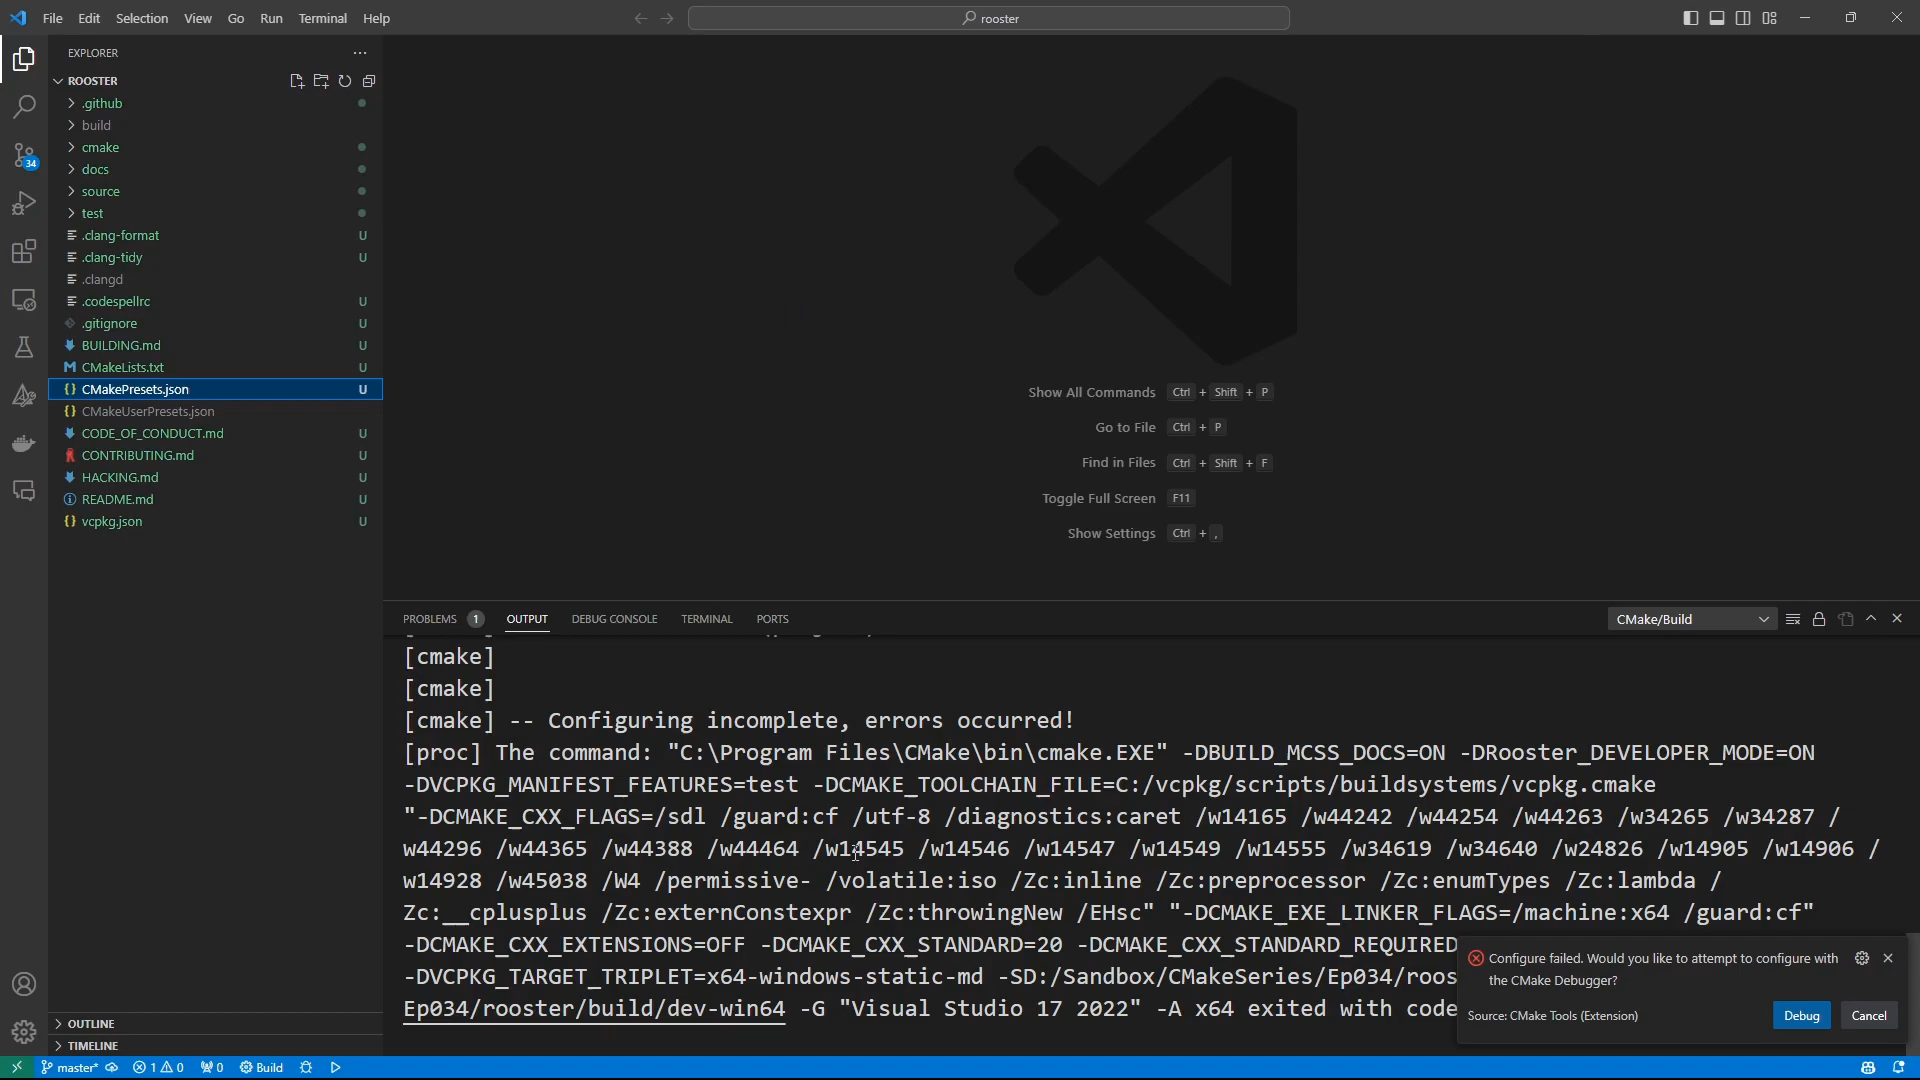 File Edit Selection View Go Run Terminal Help
rooster
EXPLORER
ROOSTER
.github
build
cmake
docs
source
test
.clang-format U
.clang-tidy U
.clangd
.codespellrc U
.gitignore U
BUILDING.md U
CMakeLists.txt U
CMakePresets.json U
CMakeUserPresets.json
CODE_OF_CONDUCT.md U
CONTRIBUTING.md U
HACKING.md U
README.md U
vcpkg.json U
34
OUTLINE
TIMELINE
Show All Commands Ctrl + Shift + P
Go to File Ctrl + P
Find in Files Ctrl + Shift + F
Toggle Full Screen F11
Show Settings Ctrl + ,
PROBLEMS 1 OUTPUT DEBUG CONSOLE TERMINAL PORTS
CMake/Build
[cmake]
[cmake]
[cmake] -- Configuring incomplete, errors occurred!
[proc] The command: "C:\Program Files\CMake\bin\cmake.EXE" -DBUILD_MCSS_DOCS=ON -DRooster_DEVELOPER_MODE=ON
-DVCPKG_MANIFEST_FEATURES=test -DCMAKE_TOOLCHAIN_FILE=C:/vcpkg/scripts/buildsystems/vcpkg.cmake
"-DCMAKE_CXX_FLAGS=/sdl /guard:cf /utf-8 /diagnostics:caret /w14165 /w44242 /w44254 /w44263 /w34265 /w34287 /
w44296 /w44365 /w44388 /w44464 /w14545 /w14546 /w14547 /w14549 /w14555 /w34619 /w34640 /w24826 /w14905 /w14906 /
w14928 /w45038 /W4 /permissive- /volatile:iso /Zc:inline /Zc:preprocessor /Zc:enumTypes /Zc:lambda /
Zc:__cplusplus /Zc:externConstexpr /Zc:throwingNew /EHsc" "-DCMAKE_EXE_LINKER_FLAGS=/machine:x64 /guard:cf"
-DCMAKE_CXX_EXTENSIONS=OFF -DCMAKE_CXX_STANDARD=20 -DCMAKE_CXX_STANDARD_REQUIRED
-DVCPKG_TARGET_TRIPLET=x64-windows-static-md -SD:/Sandbox/CMakeSeries/Ep034/roos
Ep034/rooster/build/dev-win64 -G "Visual Studio 17 2022" -A x64 exited with code
Configure failed. Would you like to attempt to configure with
the CMake Debugger?
Source: CMake Tools (Extension)
Debug Cancel
master* 1 0 0 Build